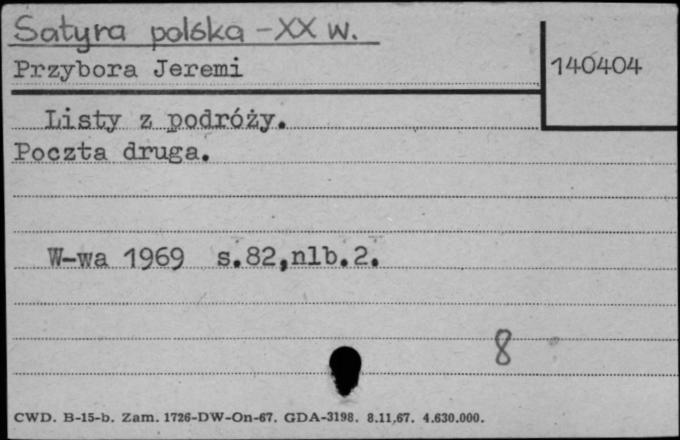 Satyra polska - XX w.
Przybora Jeremi
140404
Listy z podróży.
Poczta druga.
W-wa 1969 s.82,nlb.2.
8
CWD. B-15-b. Zam. 1726-DW-On-67. GDA-3198. 8.11.67. 4.630.000.